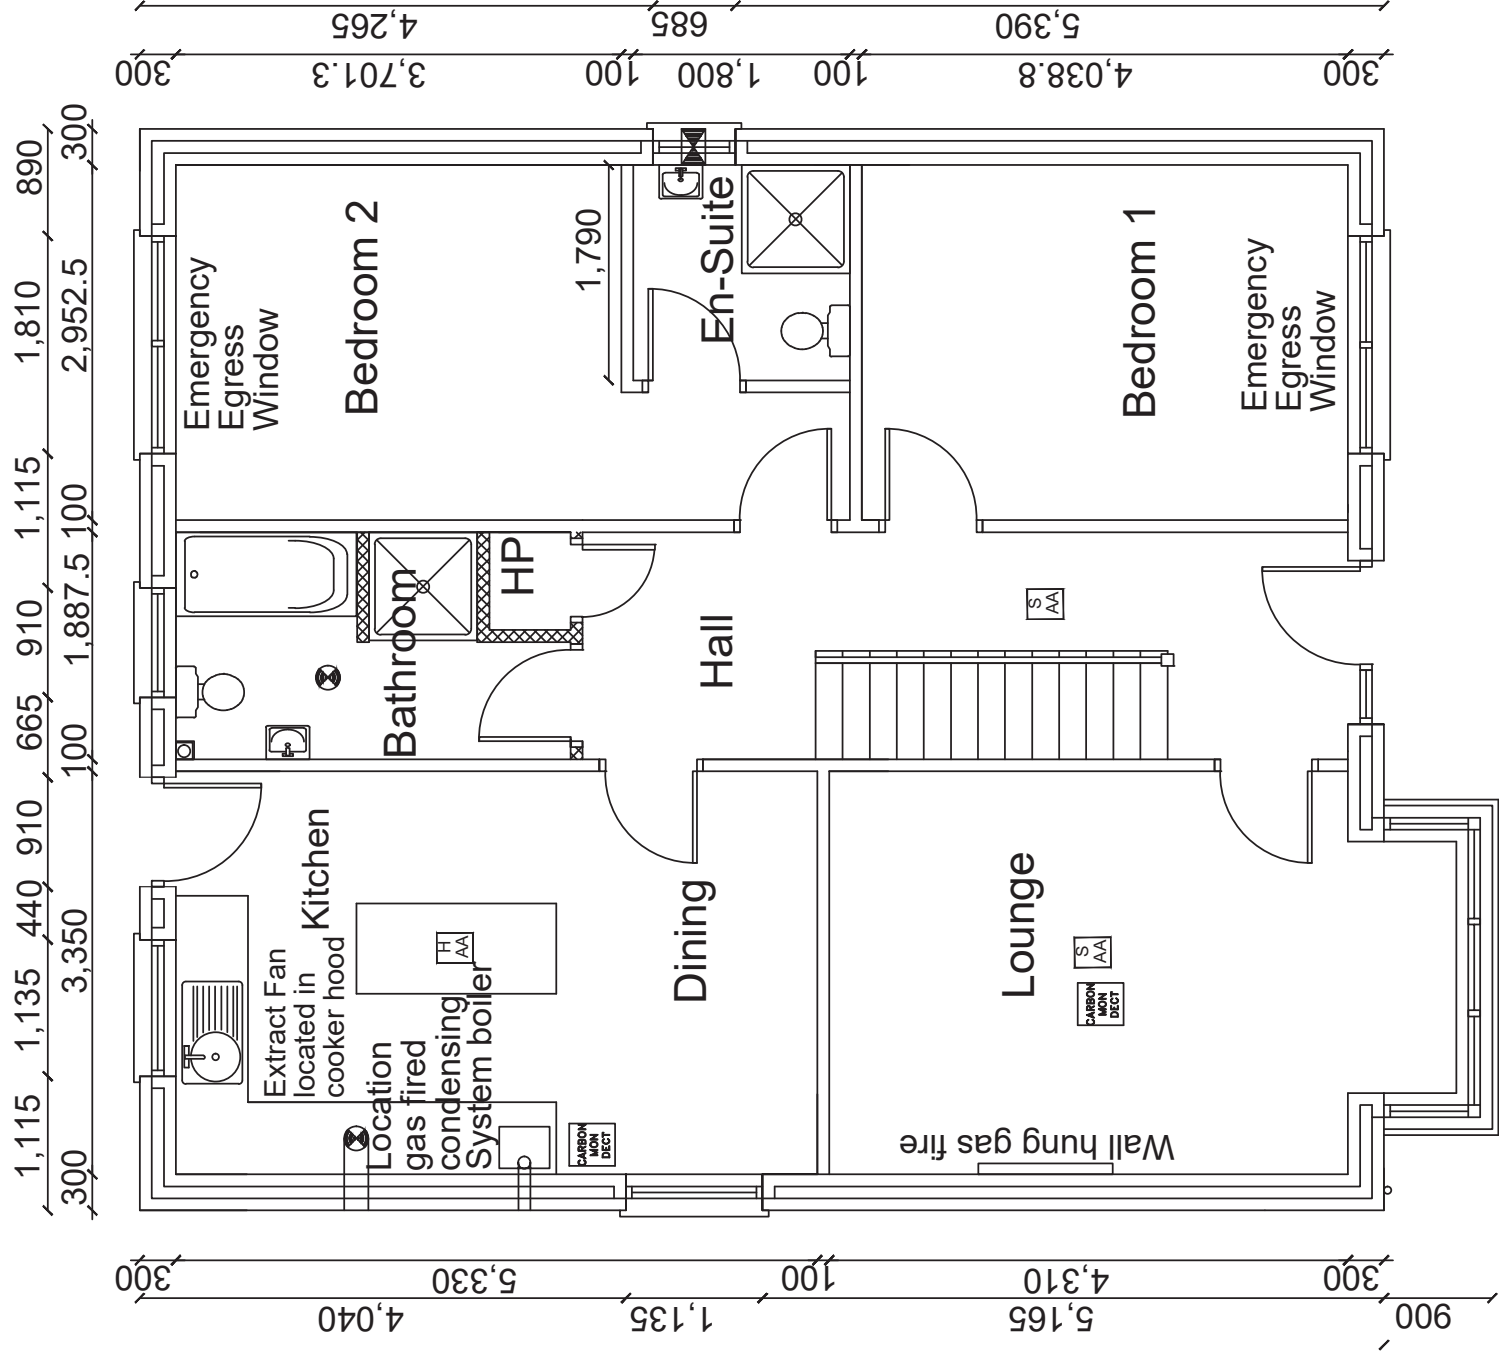 4,265
685
5,390
300
3,701.3
100
1,800
100
4,038.8
300
890
1,810
1,115
910
665
910
440
1,135
1,115
300
2,952.5
100
1,887.5
100
3,350
300
Emergency
Egress
Window
Bedroom 2
1,790
En-Suite
Bedroom 1
Emergency
Egress
Window
Bathroom
HP
Hall
S
AA
Kitchen
Extract Fan
located in
cooker hood
H
AA
Location
gas fired
condensing
System boiler
CARBON
MON
DECT
Dining
Lounge
S
AA
CARBON
MON
DECT
Wall hung gas fire
300
5,330
100
4,310
300
4,040
1,135
5,165
900